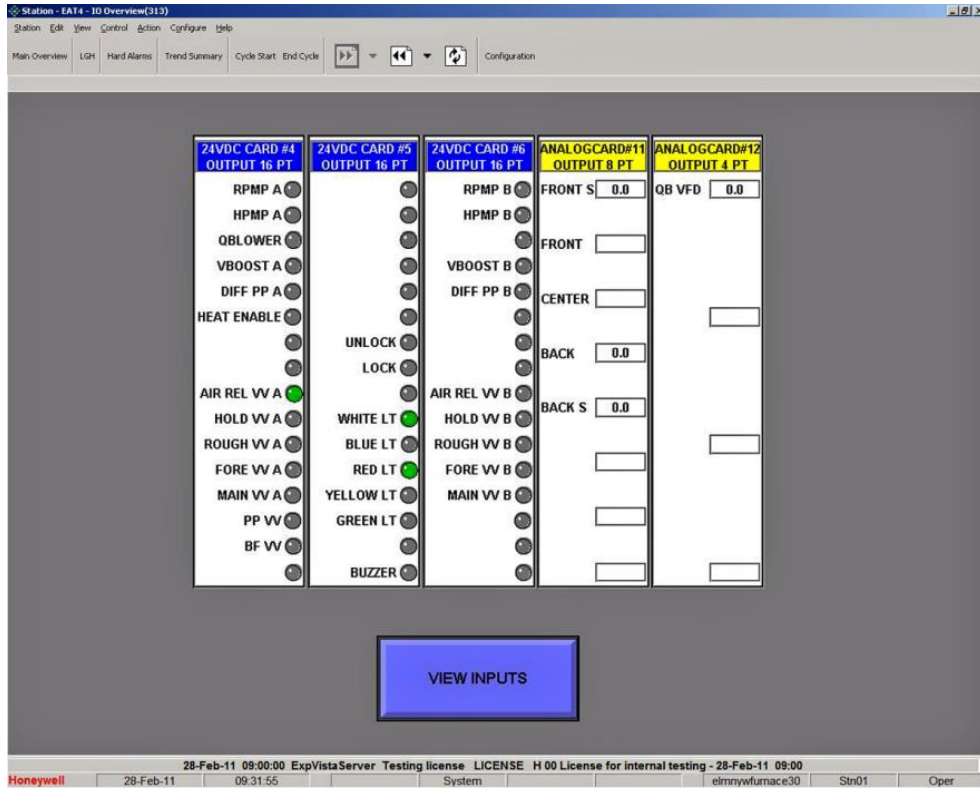 Station - EAT4 - IO Overview(313)
Station Edit View Control Action Configure Help
Main Overview LGH Hard Alarms Trend Summary Cycle Start End Cycle Configuration
24VDC CARD #4 24VDC CARD #5 24VDC CARD #6 ANALOGCARD#11 ANALOGCARD#12
OUTPUT 16 PT OUTPUT 16 PT OUTPUT 16 PT OUTPUT 8 PT OUTPUT 4 PT
RPMP A RPMP B FRONT S 0.0 QB VFD 0.0
HPMP A HPMP B
QBLOWER FRONT
VBOOST A VBOOST B
DIFF PP A DIFF PP B CENTER
HEAT ENABLE
UNLOCK BACK 0.0
LOCK
AIR REL VV A AIR REL VV B BACK S 0.0
HOLD VV A WHITE LT HOLD VV B
ROUGH VV A BLUE LT ROUGH VV B
FORE VV A RED LT FORE VV B
MAIN VV A YELLOW LT MAIN VV B
PP VV GREEN LT
BF VV
BUZZER
VIEW INPUTS
28-Feb-11 09:00:00 ExpVistaServer Testing license LICENSE H 00 License for internal testing - 28-Feb-11 09:00
Honeywell 28-Feb-11 09:31:55 System elmnywfurnace30 Stn01 Oper